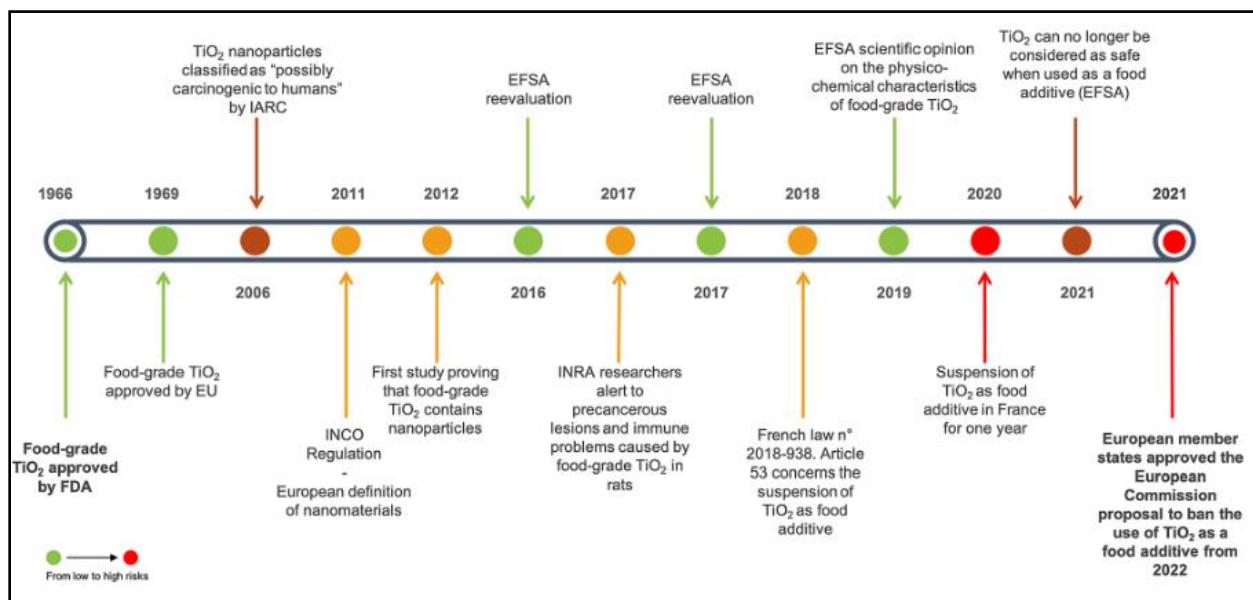 TiO₂ nanoparticles
classified as "possibly
carcinogenic to humans"
by IARC
EFSA
reevaluation
EFSA
reevaluation
EFSA scientific opinion
on the physico-
chemical characteristics
of food-grade TiO₂
TiO₂ can no longer be
considered as safe
when used as a food
additive (EFSA)
1966
1969
2011
2012
2017
2018
2020
2021
2006
2016
2017
2019
2021
Food-grade
TiO₂ approved
by FDA
Food-grade TiO₂
approved by EU
INCO
Regulation
-
European definition
of nanomaterials
First study proving
that food-grade
TiO₂ contains
nanoparticles
INRA researchers
alert to
precancerous
lesions and immune
problems caused by
food-grade TiO₂ in
rats
French law n°
2018-938. Article
53 concerns the
suspension of
TiO₂ as food
additive
Suspension of
TiO₂ as food
additive in France
for one year
European member
states approved the
European
Commission
proposal to ban the
use of TiO₂ as a
food additive from
2022
From low to high risks